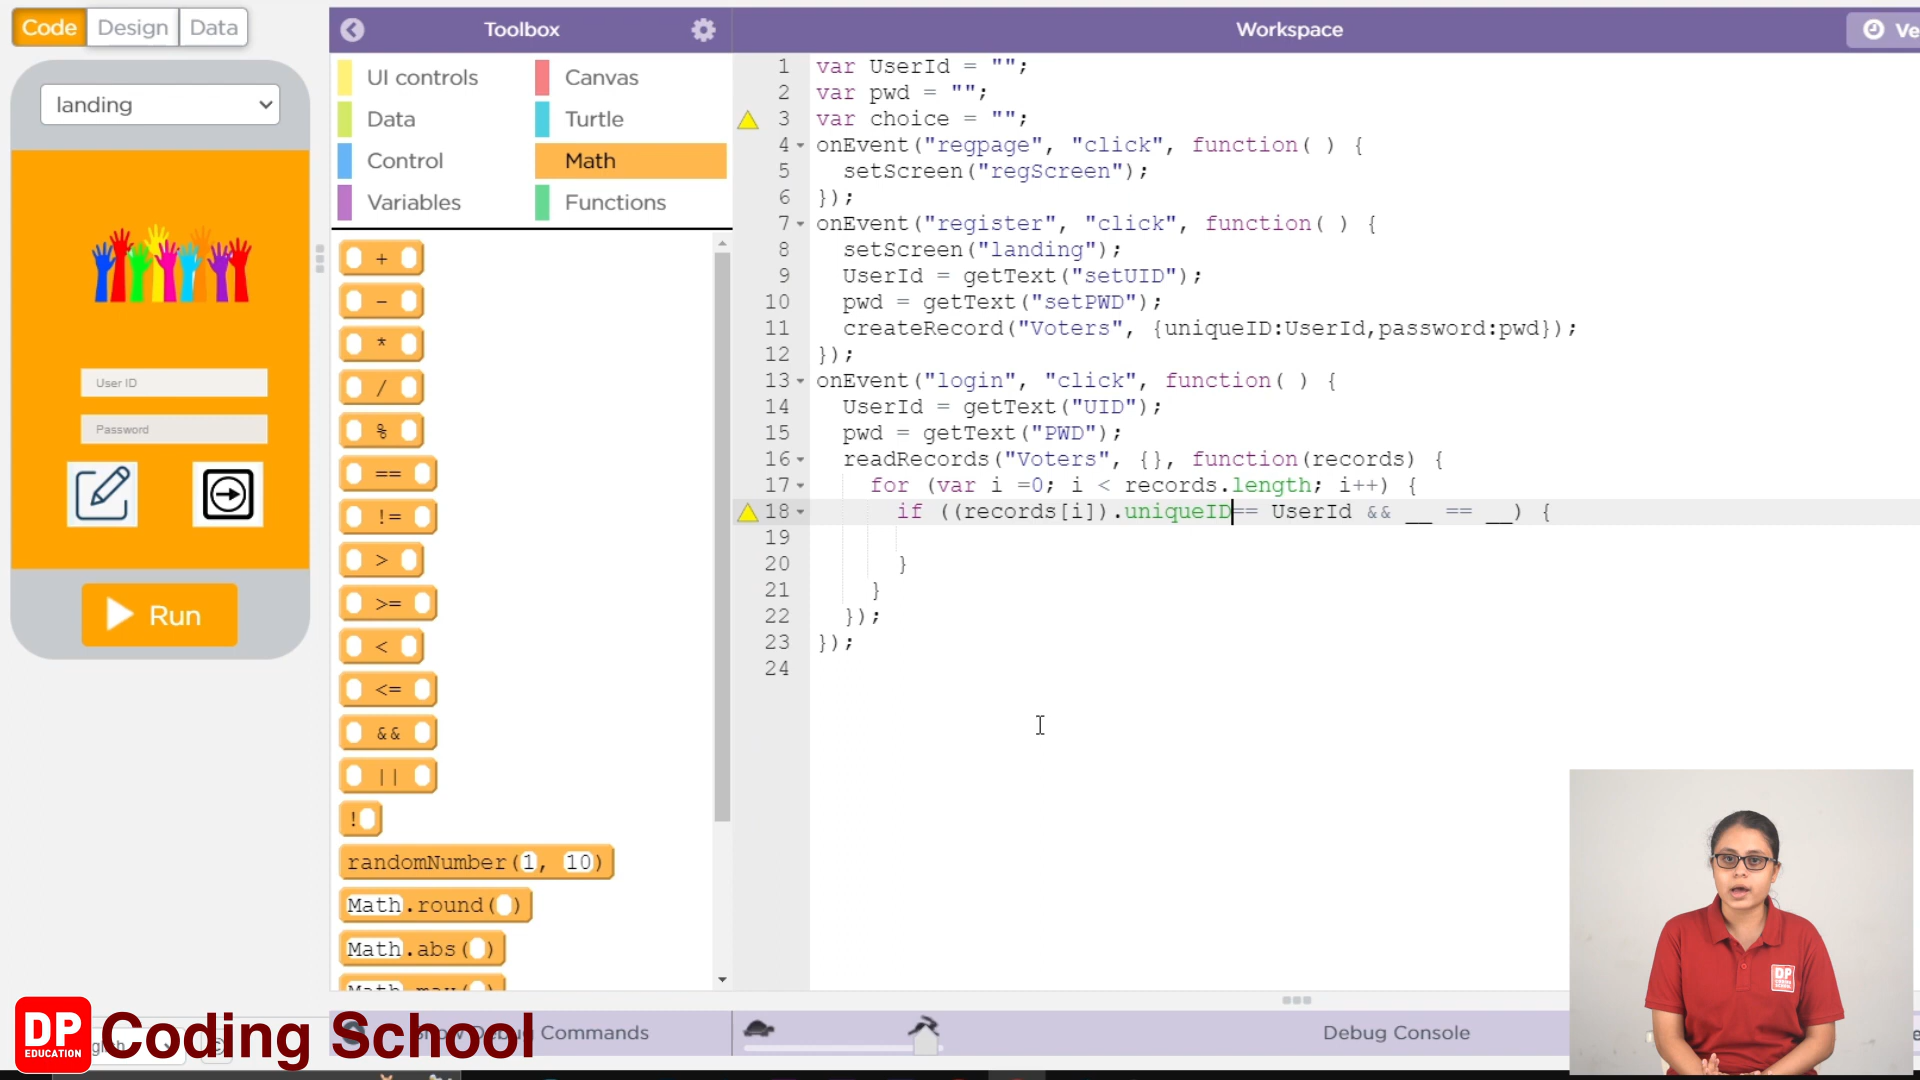 Code Design Data
landing
User ID
Password
Run
Toolbox
UI controls
Canvas
Data
Turtle
Control
Math
Variables
Functions
+
-
*
/
%
==
!=
>
>=
<
<=
&&
||
!
randomNumber(1, 10)
Math.round( )
Math.abs( )
Workspace
1 var UserId = "";
2 var pwd = "";
3 var choice = "";
4 onEvent("regpage", "click", function( ) {
5 setScreen("regScreen");
6 });
7 onEvent("register", "click", function( ) {
8 setScreen("landing");
9 UserId = getText("setUID");
10 pwd = getText("setPWD");
11 createRecord("Voters", {uniqueID:UserId,password:pwd});
12 });
13 onEvent("login", "click", function( ) {
14 UserId = getText("UID");
15 pwd = getText("PWD");
16 readRecords("Voters", {}, function(records) {
17 for (var i =0; i < records.length; i++) {
18 if ((records[i]).uniqueID== UserId && __ == __) {
19
20 }
21 }
22 });
23 });
24
Commands
Debug Console
DP
CODING
SCHOOL
DP
EDUCATION
Coding School